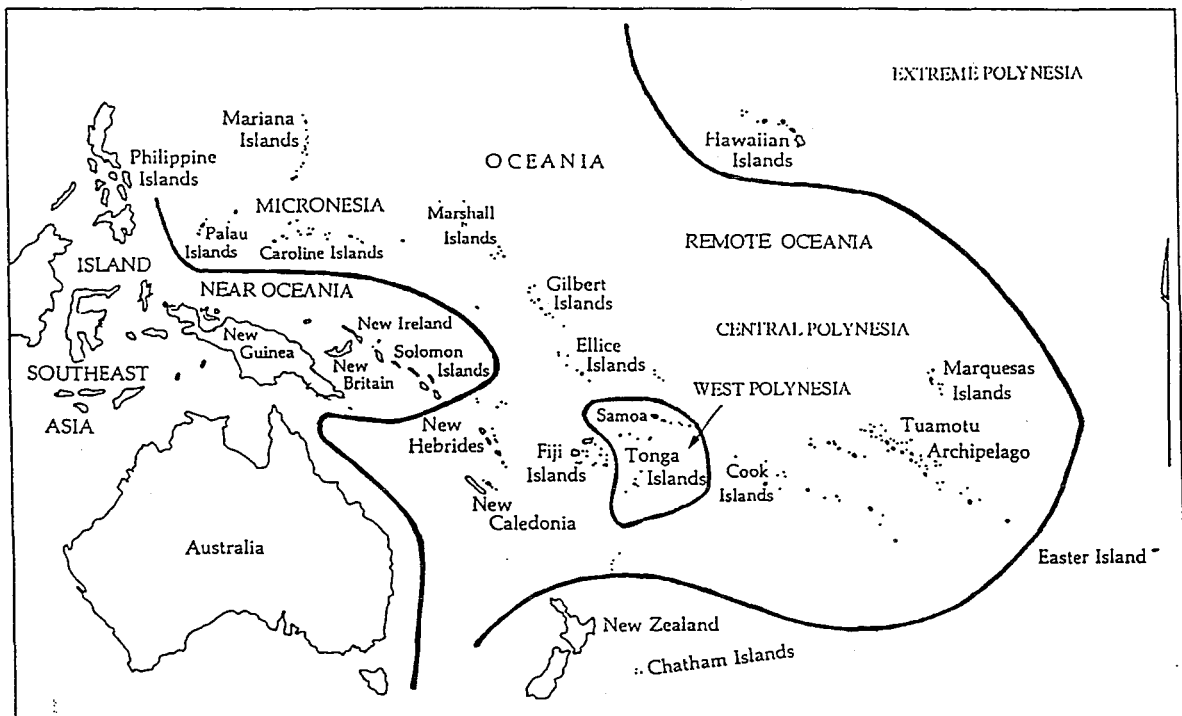 EXTREME POLYNESIA
Mariana
Islands
Hawaiian
Islands
Philippine
Islands
OCEANIA
MICRONESIA
Marshall
Islands
Palau
Islands
Caroline Islands
REMOTE OCEANIA
ISLAND
NEAR OCEANIA
Gilbert
Islands
New Ireland
New
Guinea
CENTRAL POLYNESIA
Solomon
Islands
New
Britain
Ellice
Islands
SOUTHEAST
Marquesas
Islands
WEST POLYNESIA
ASIA
Samoa
New
Hebrides
Tuamotu
Archipelago
Fiji
Islands
Tonga
Islands
Cook
Islands
New
Caledonia
Australia
Easter Island
New Zealand
Chatham Islands